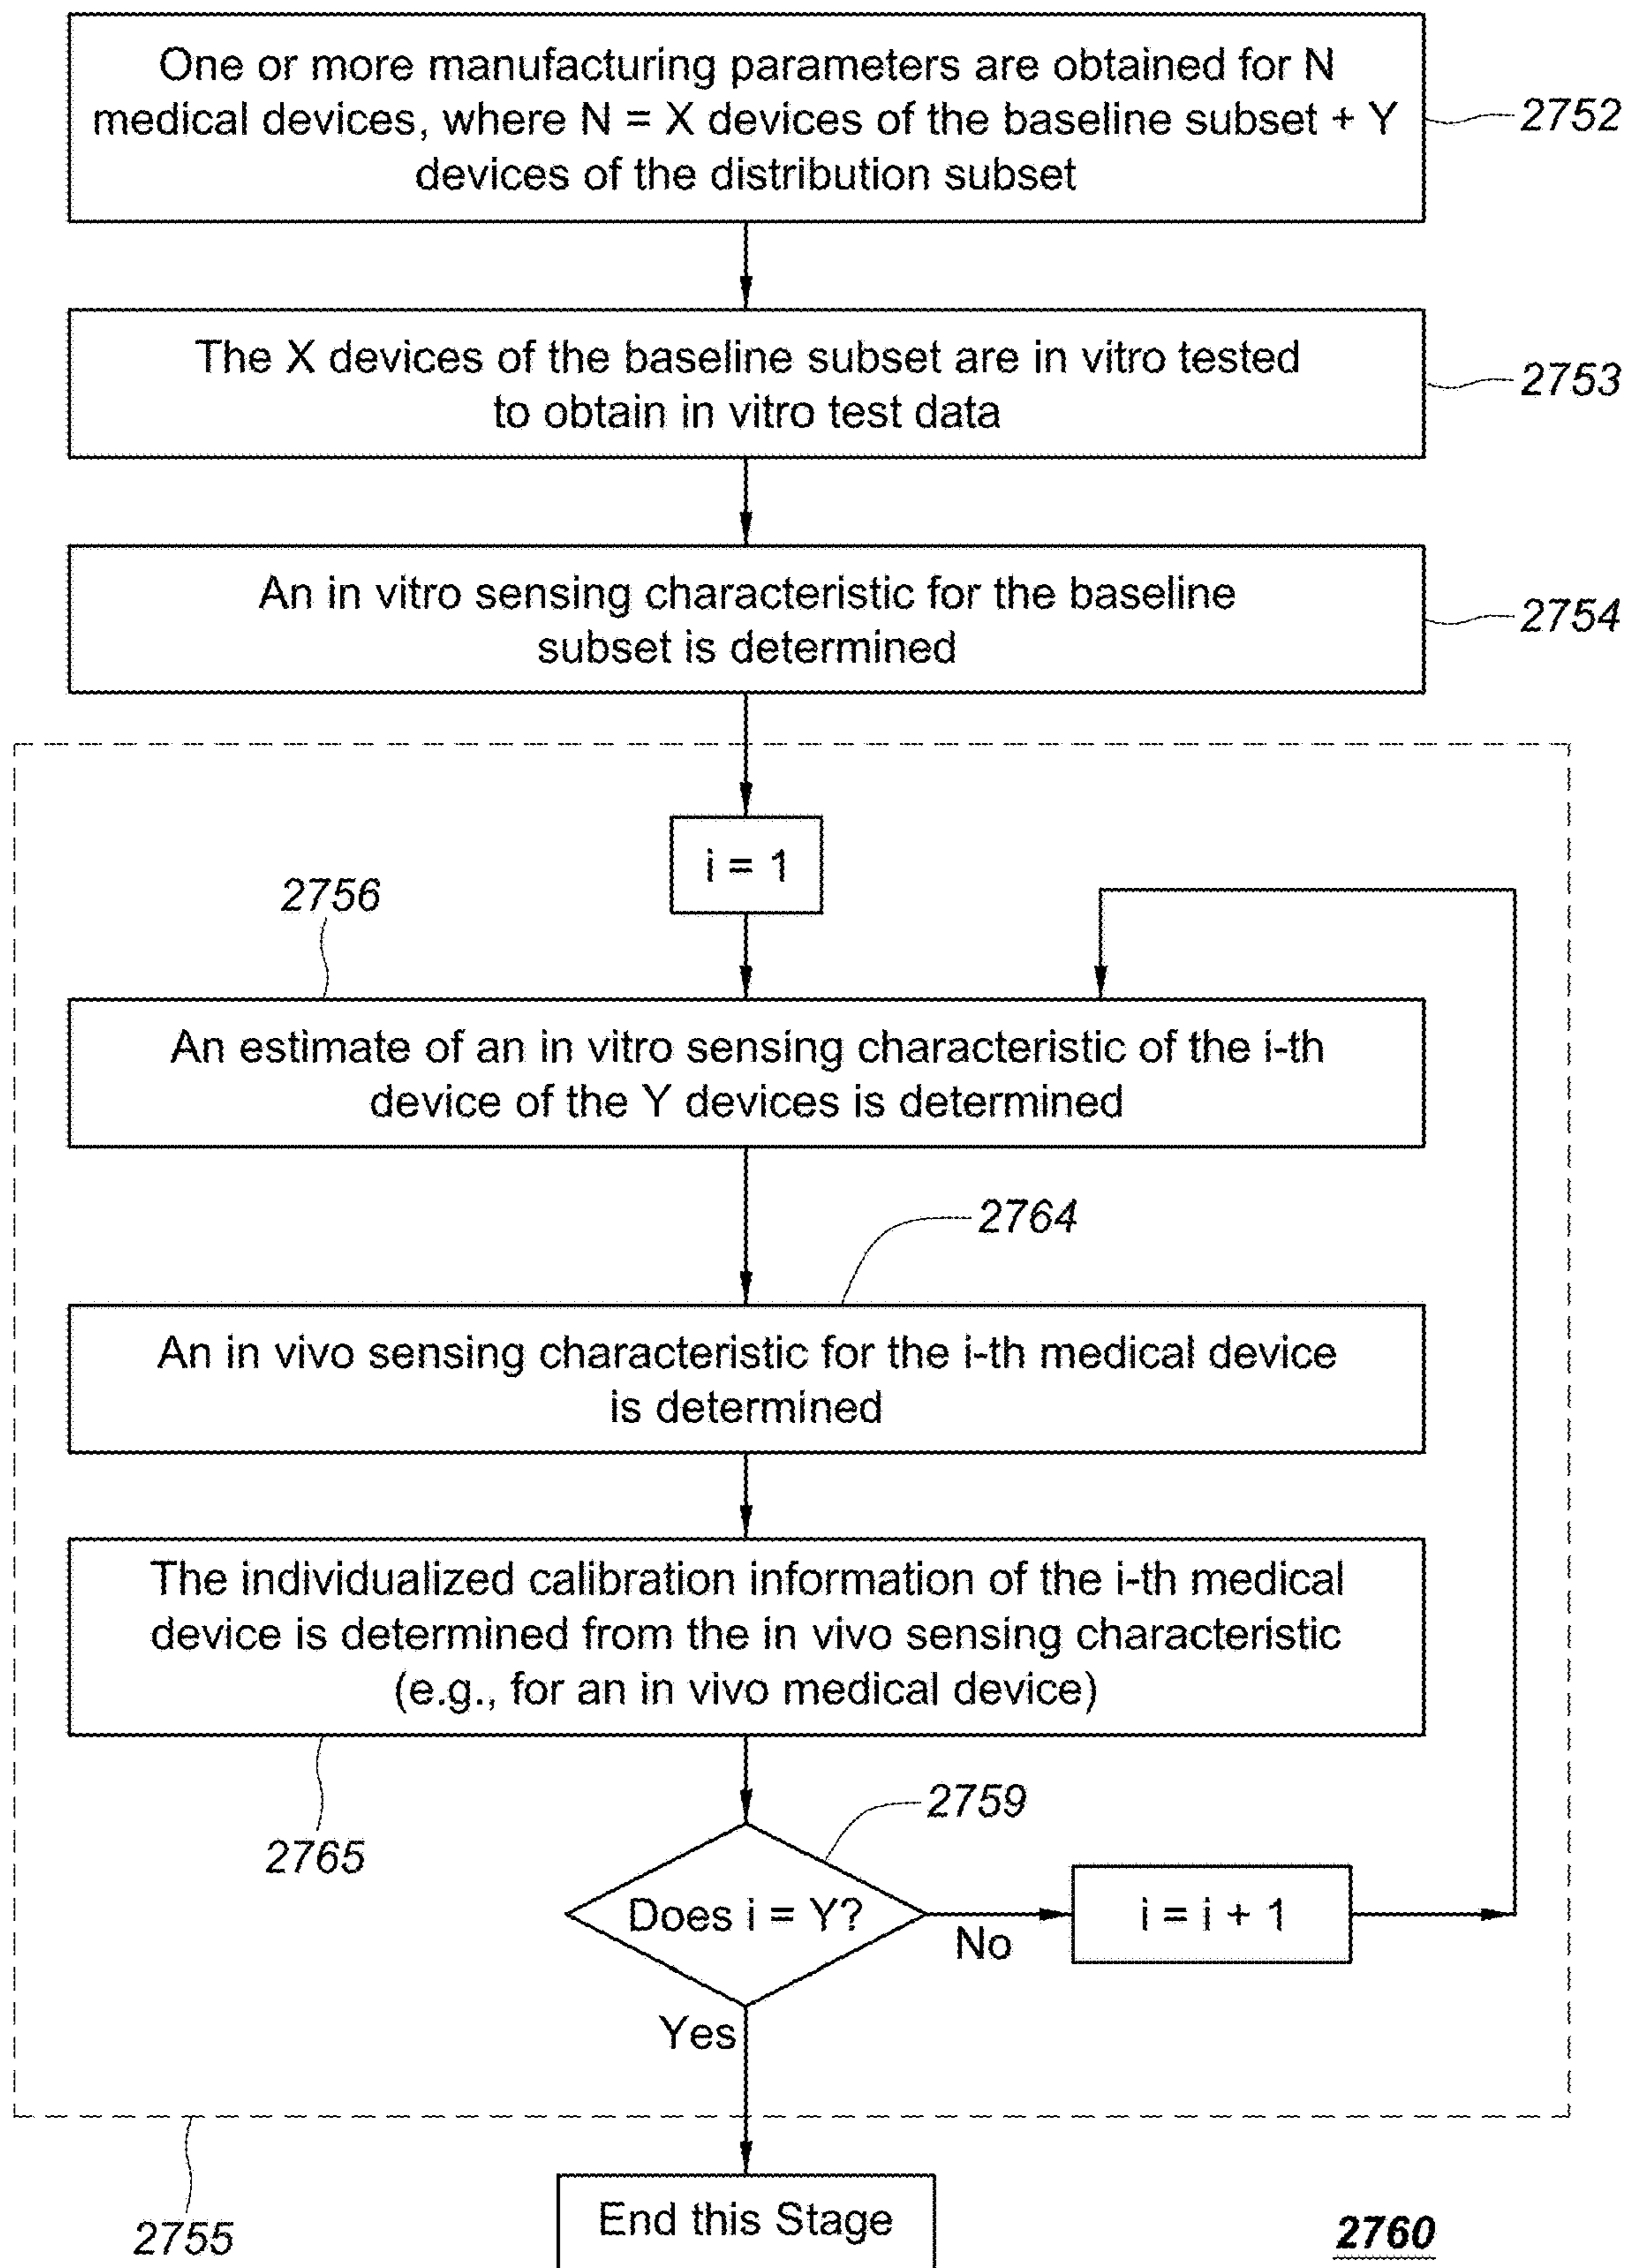 One or more manufacturing parameters are obtained for N
medical devices, where N = X devices of the baseline subset + Y
devices of the distribution subset
2752
The X devices of the baseline subset are in vitro tested
to obtain in vitro test data
2753
An in vitro sensing characteristic for the baseline
subset is determined
2754
i = 1
2756
An estimate of an in vitro sensing characteristic of the i-th
device of the Y devices is determined
2764
An in vivo sensing characteristic for the i-th medical device
is determined
The individualized calibration information of the i-th medical
device is determined from the in vivo sensing characteristic
(e.g., for an in vivo medical device)
2765
2759
Does i = Y?
No
i = i + 1
Yes
2755
End this Stage
2760